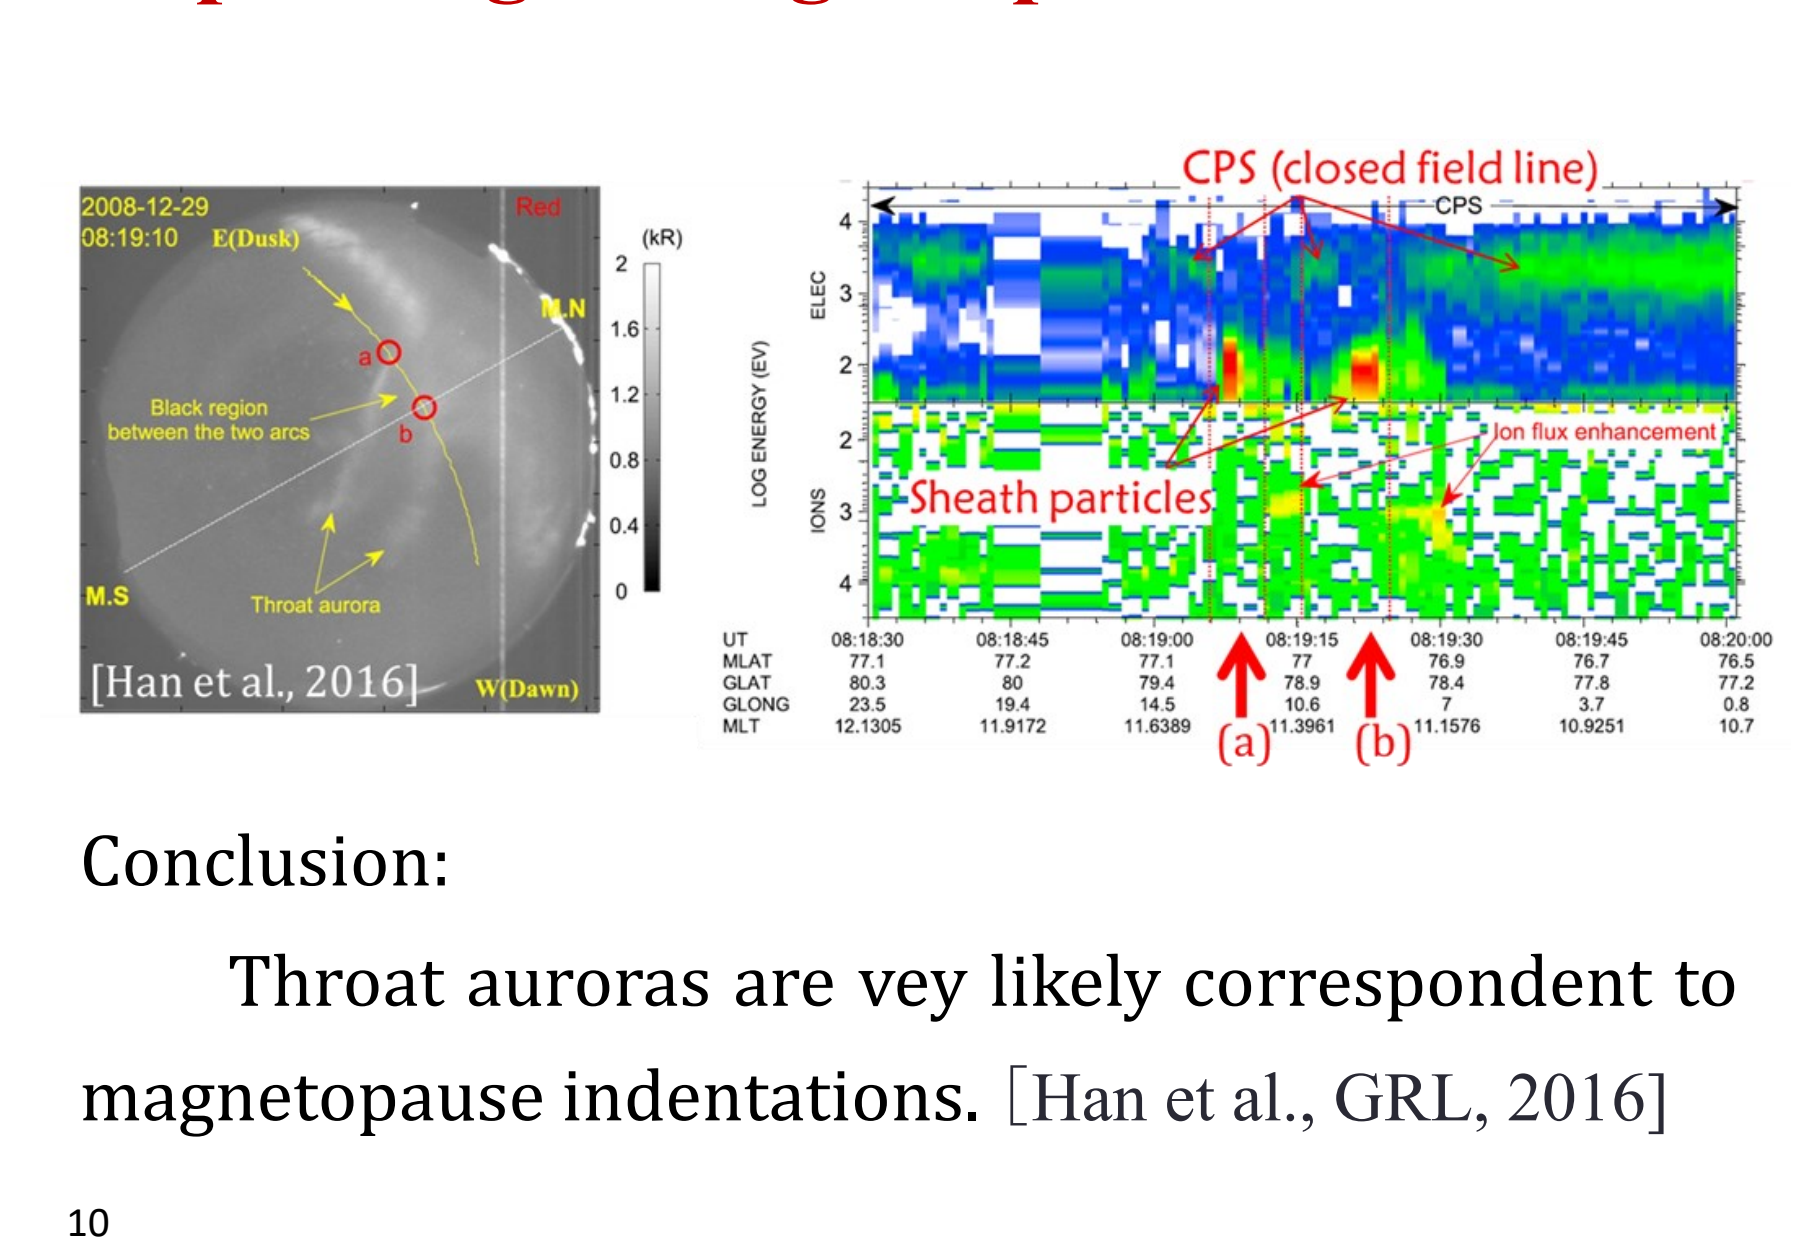 2008-12-29
08:19:10
E(Dusk)
Red
M.N
a
b
Black region
between the two arcs
Throat aurora
M.S
W(Dawn)
[Han et al., 2016]
(kR)
2
1.6
1.2
0.8
0.4
0
CPS (closed field line)
CPS
LOG ENERGY (EV)
ELEC
4
3
2
IONS
2
3
4
Ion flux enhancement
Sheath particles
UT 08:18:30 08:18:45 08:19:00 08:19:15 08:19:30 08:19:45 08:20:00
MLAT 77.1 77.2 77.1 77 76.9 76.7 76.5
GLAT 80.3 80 79.4 78.9 78.4 77.8 77.2
GLONG 23.5 19.4 14.5 10.6 7 3.7 0.8
MLT 12.1305 11.9172 11.6389 11.3961 11.1576 10.9251 10.7
(a) (b)
Conclusion:
Throat auroras are vey likely correspondent to
magnetopause indentations. [Han et al., GRL, 2016]
10